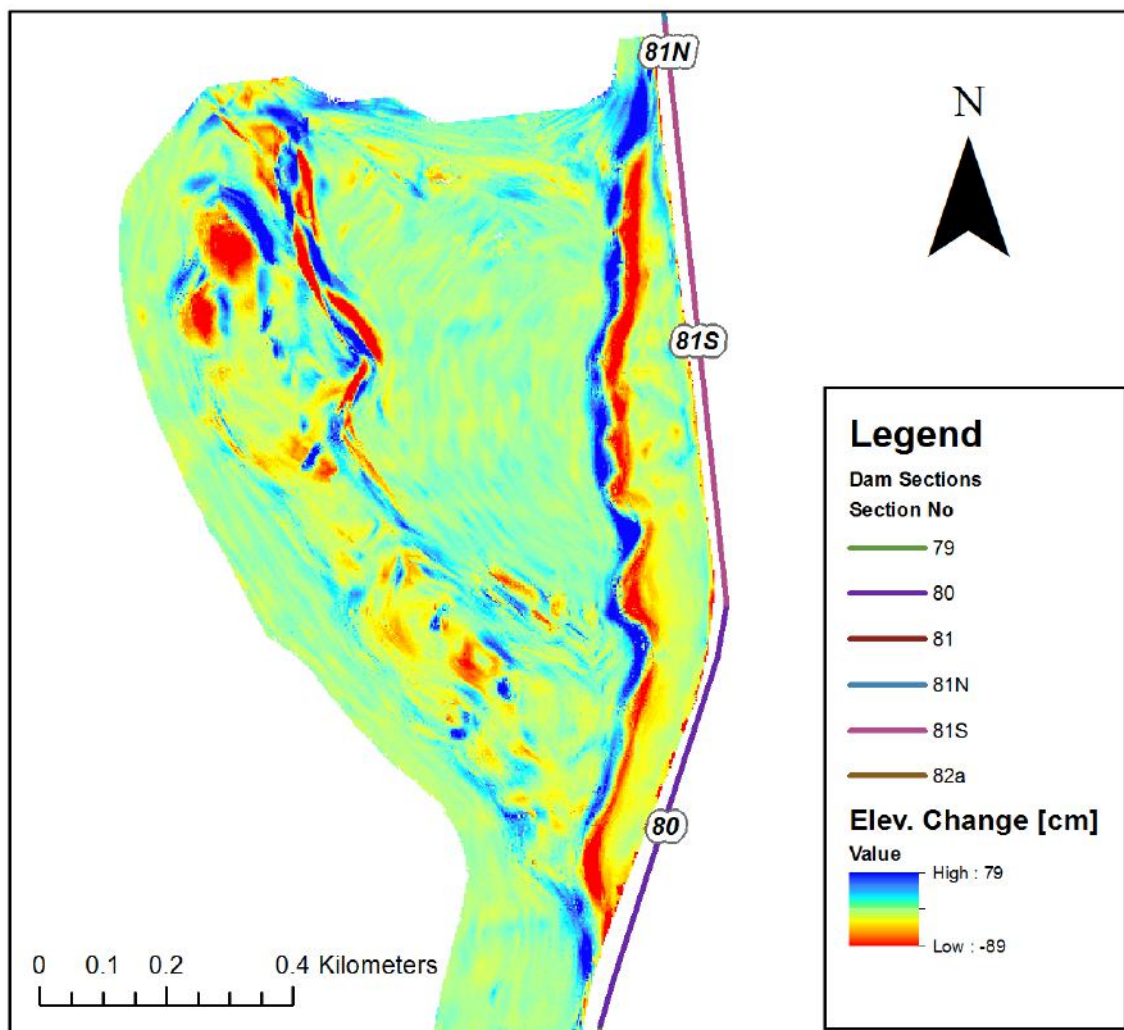 81N
N
81S
80
Legend
Dam Sections
Section No
79
80
81
81N
81S
82a
Elev. Change [cm]
Value
High : 79
Low : -89
0 0.1 0.2 0.4 Kilometers